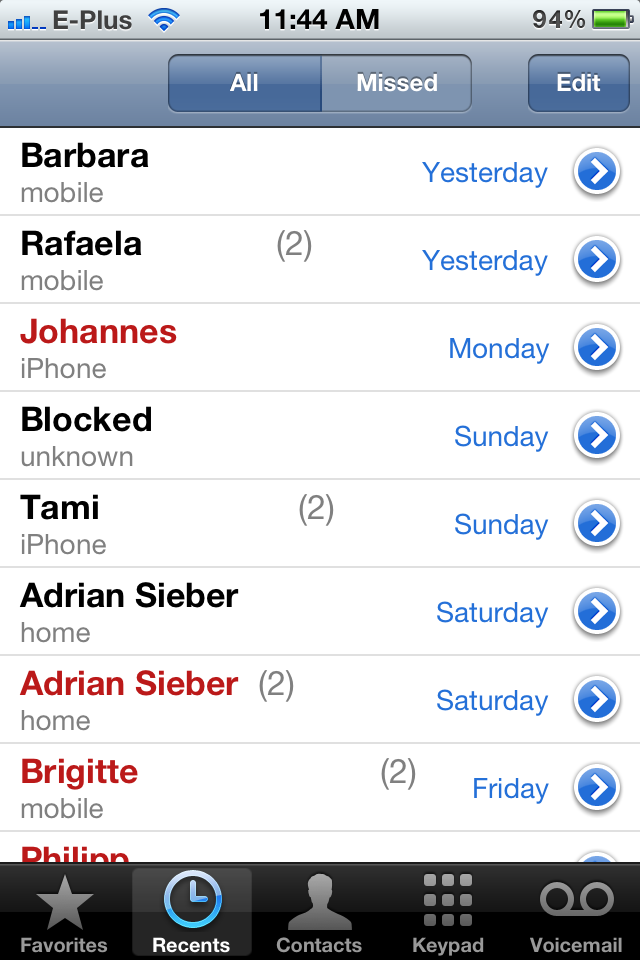 E-Plus 11:44 AM 94%
All Missed Edit
Barbara
mobile
Yesterday
Rafaela (2)
mobile
Yesterday
Johannes
iPhone
Monday
Blocked
unknown
Sunday
Tami (2)
iPhone
Sunday
Adrian Sieber
home
Saturday
Adrian Sieber (2)
home
Saturday
Brigitte (2)
mobile
Friday
Philipp
Favorites Recents Contacts Keypad Voicemail